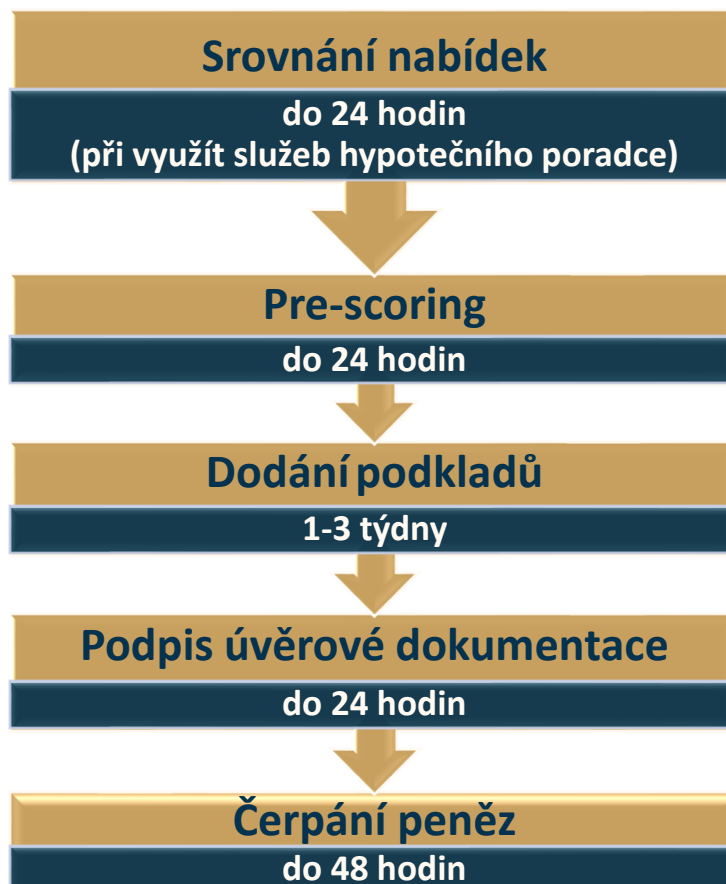 Srovnání nabídek
do 24 hodin
(při využít služeb hypotečního poradce)
Pre-scoring
do 24 hodin
Dodání podkladů
1-3 týdny
Podpis úvěrové dokumentace
do 24 hodin
Čerpání peněz
do 48 hodin